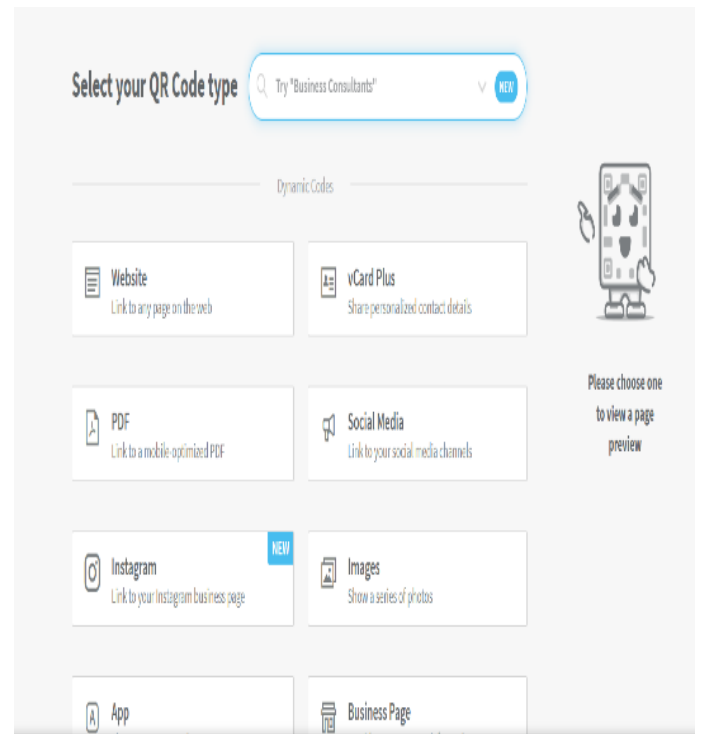 Select your QR Code type
Try "Business Consultants"
NEW
Dynamic Codes
Website
Link to any page on the web
vCard Plus
Share personalized contact details
PDF
Link to a mobile-optimized PDF
Social Media
Link to your social media channels
Instagram
Link to your Instagram business page
NEW
Images
Show a series of photos
A
App
Business Page
Please choose one
to view a page
preview